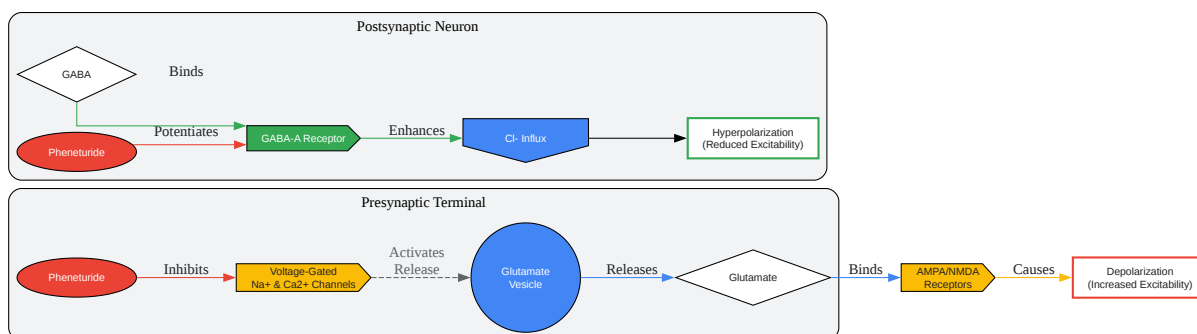 Postsynaptic Neuron
GABA
Binds
Pheneturide
Potentiates
GABA-A Receptor
Enhances
Cl- Influx
Hyperpolarization
(Reduced Excitability)
Presynaptic Terminal
Pheneturide
Inhibits
Voltage-Gated
Na+ & Ca2+ Channels
Activates
Release
Glutamate
Vesicle
Releases
Glutamate
Binds
AMPA/NMDA
Receptors
Causes
Depolarization
(Increased Excitability)